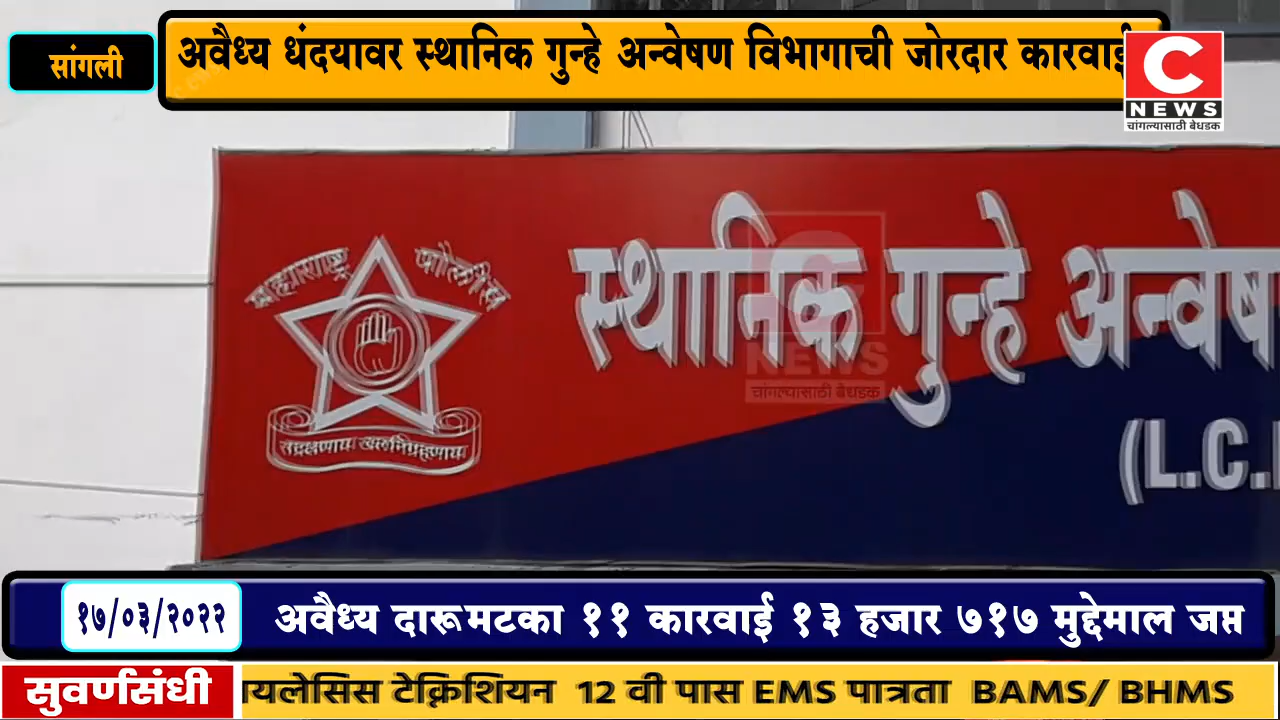 सांगली
अवैध्य धंदयावर स्थानिक गुन्हे अन्वेषण विभागाची जोरदार कारवाई
C
NEWS
चांगल्यासाठी बेधडक
महाराष्ट्र पोलीस
स्थानिक गुन्हे अन्वेष
C
NEWS
चांगल्यासाठी बेधडक
सद्रक्षणाय खलनिग्रहणाय
(L.C.
१७/०३/२०२२
अवैध्य दारूमटका ११ कारवाई १३ हजार ७१७ मुद्देमाल जप्त
सुवर्णसंधी
यलेसिस टेक्निशियन 12 वी पास EMS पात्रता BAMS/ BHMS